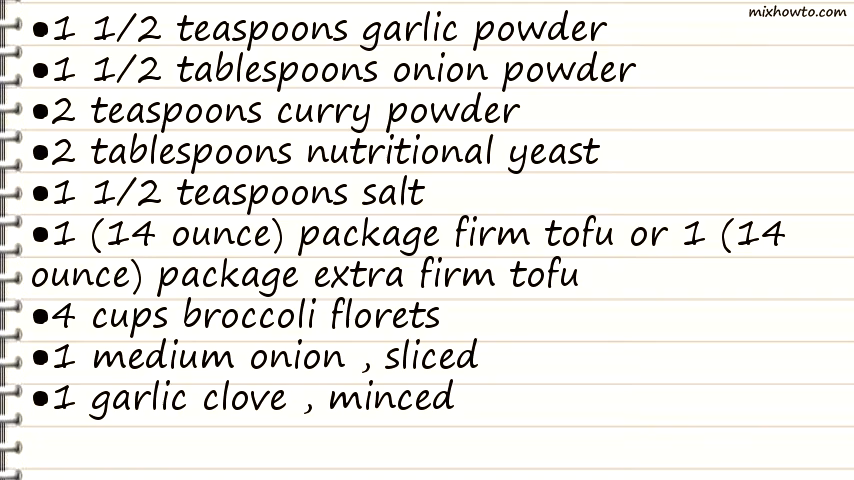 mixhowto.com
•1 1/2 teaspoons garlic powder
•1 1/2 tablespoons onion powder
•2 teaspoons curry powder
•2 tablespoons nutritional yeast
•1 1/2 teaspoons salt
•1 (14 ounce) package firm tofu or 1 (14
ounce) package extra firm tofu
•4 cups broccoli florets
•1 medium onion , sliced
•1 garlic clove , minced